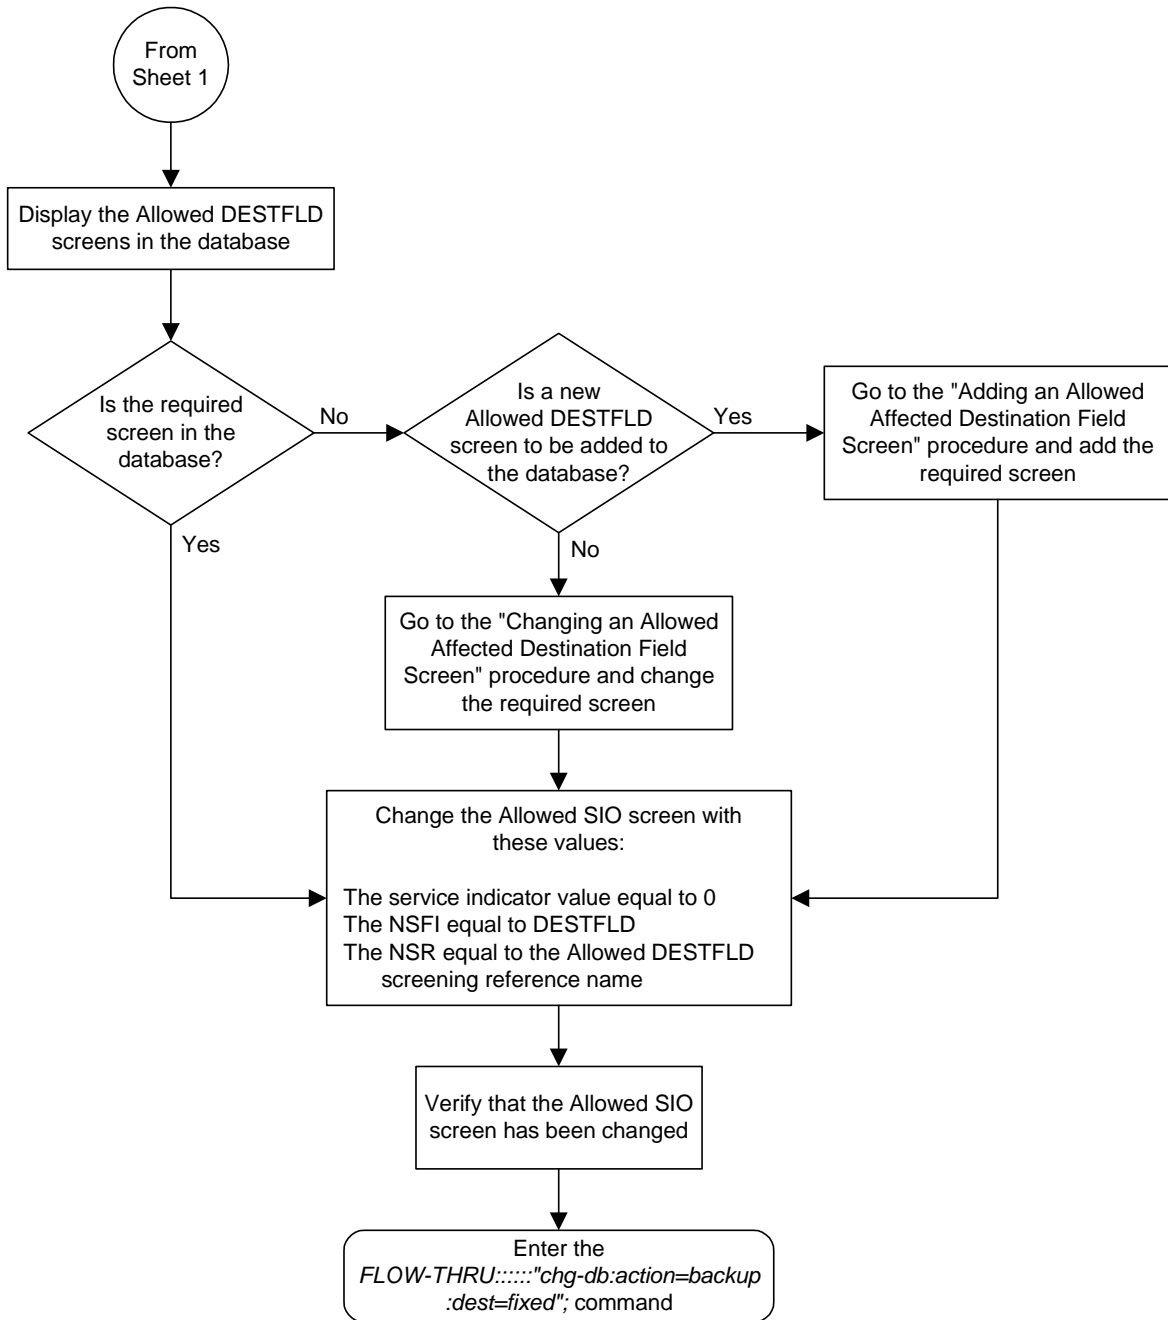 From
Sheet 1
Display the Allowed DESTFLD
screens in the database
Is the required
screen in the
database?
No
Yes
Is a new
Allowed DESTFLD
screen to be added to
the database?
Yes
No
Go to the "Adding an Allowed
Affected Destination Field
Screen" procedure and add the
required screen
Go to the "Changing an Allowed
Affected Destination Field
Screen" procedure and change
the required screen
Change the Allowed SIO screen with
these values:
The service indicator value equal to 0
The NSFI equal to DESTFLD
The NSR equal to the Allowed DESTFLD
screening reference name
Verify that the Allowed SIO
screen has been changed
Enter the
FLOW-THRU::::::"chg-db:action=backup
:dest=fixed"; command